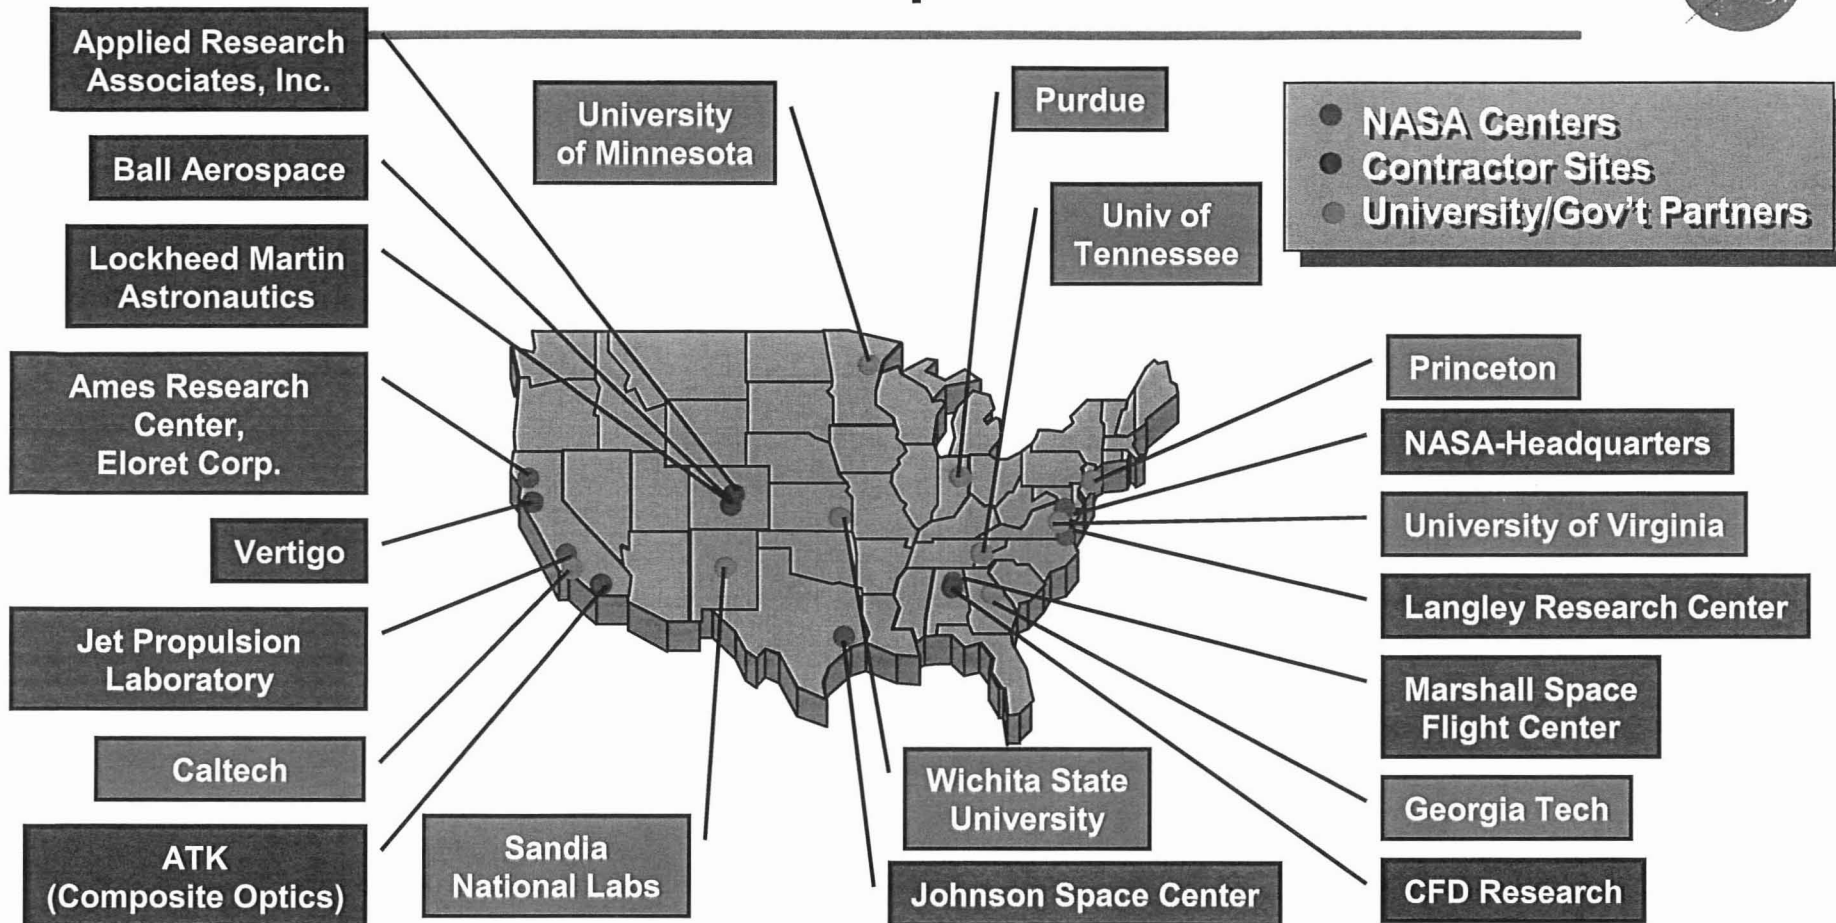 Applied Research
Associates, Inc.
Ball Aerospace
Lockheed Martin
Astronautics
Ames Research
Center,
Eloret Corp.
Vertigo
Jet Propulsion
Laboratory
Caltech
ATK
(Composite Optics)
University
of Minnesota
Purdue
Univ of
Tennessee
NASA Centers
Contractor Sites
University/Gov't Partners
Princeton
NASA-Headquarters
University of Virginia
Langley Research Center
Marshall Space
Flight Center
Georgia Tech
CFD Research
Wichita State
University
Johnson Space Center
Sandia
National Labs